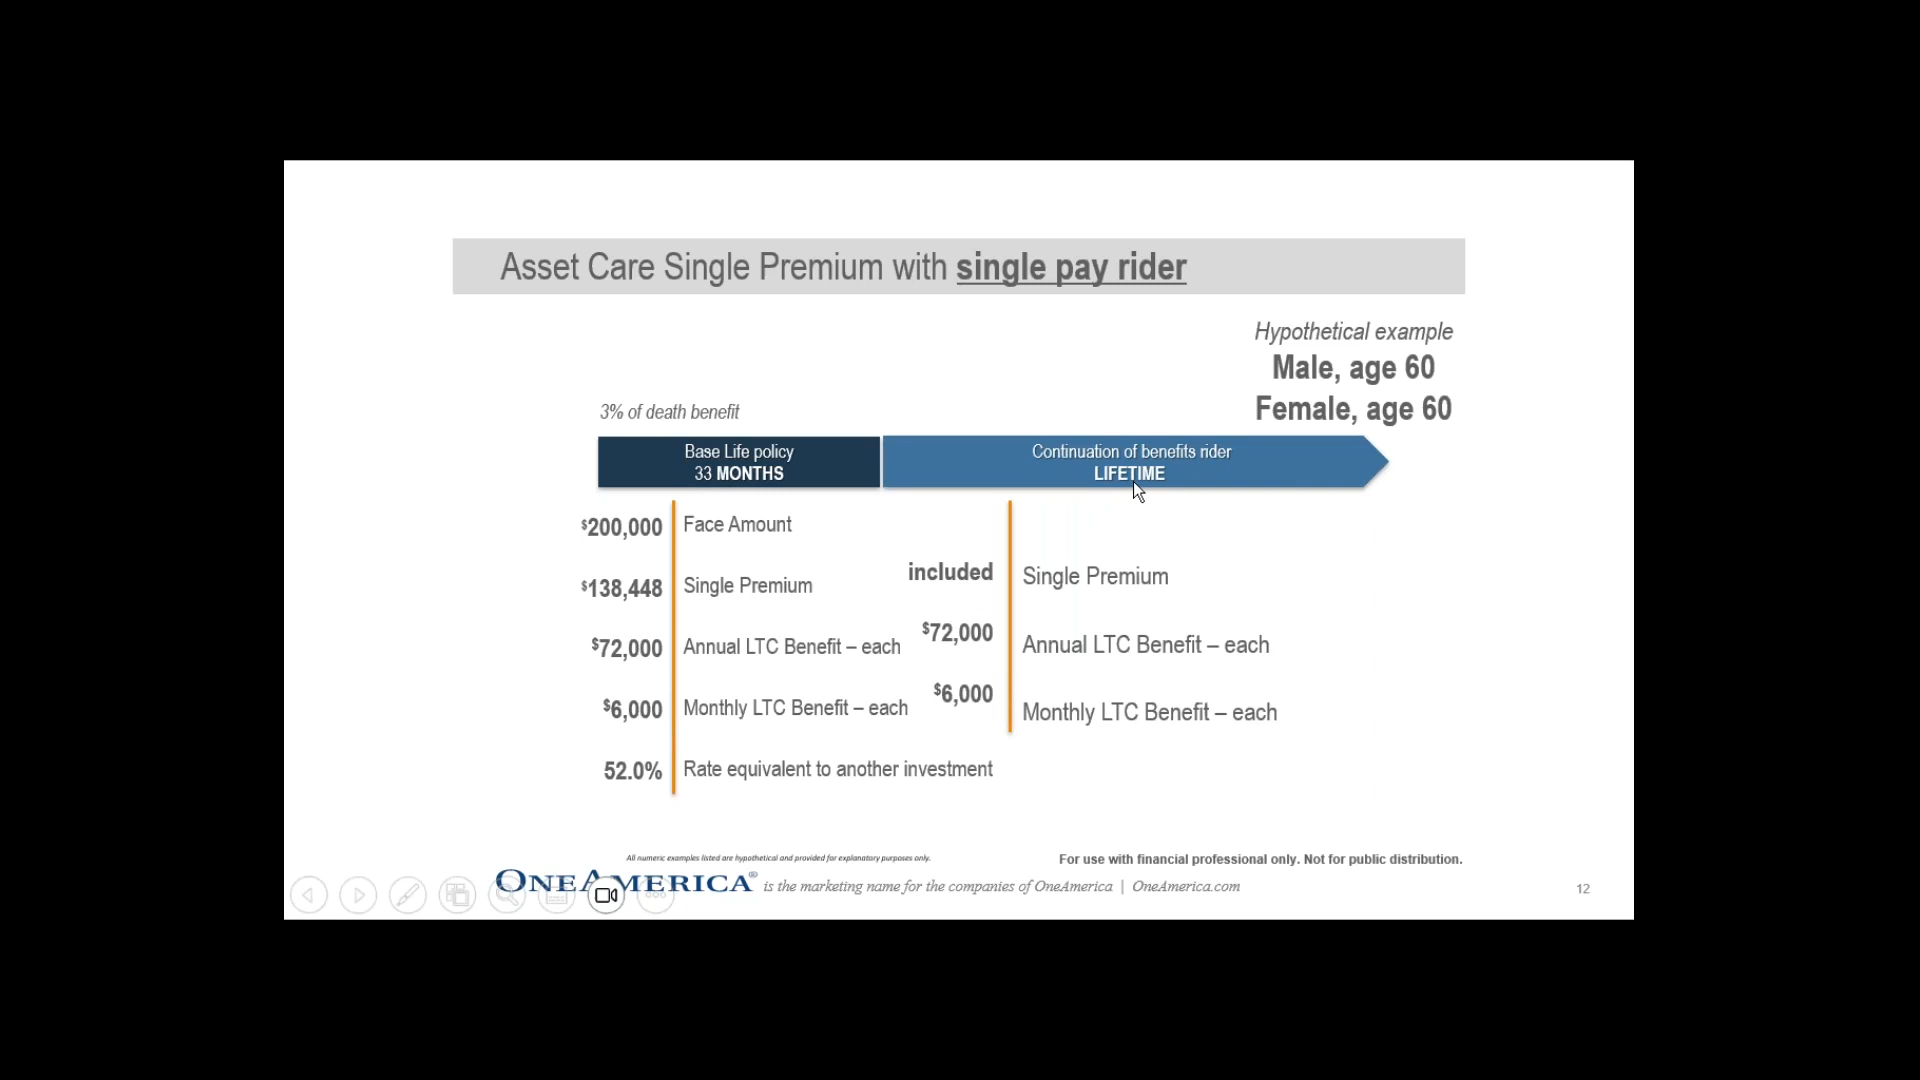 Asset Care Single Premium with single pay rider
Hypothetical example
Male, age 60
Female, age 60
3% of death benefit
Base Life policy
33 MONTHS
Continuation of benefits rider
LIFETIME
$200,000 Face Amount
$138,448 Single Premium
$72,000 Annual LTC Benefit – each
$6,000 Monthly LTC Benefit – each
52.0% Rate equivalent to another investment
included Single Premium
$72,000 Annual LTC Benefit – each
$6,000 Monthly LTC Benefit – each
All numeric examples listed are hypothetical and provided for explanatory purposes only.
For use with financial professional only. Not for public distribution.
ONEAMERICA® is the marketing name for the companies of OneAmerica | OneAmerica.com
12